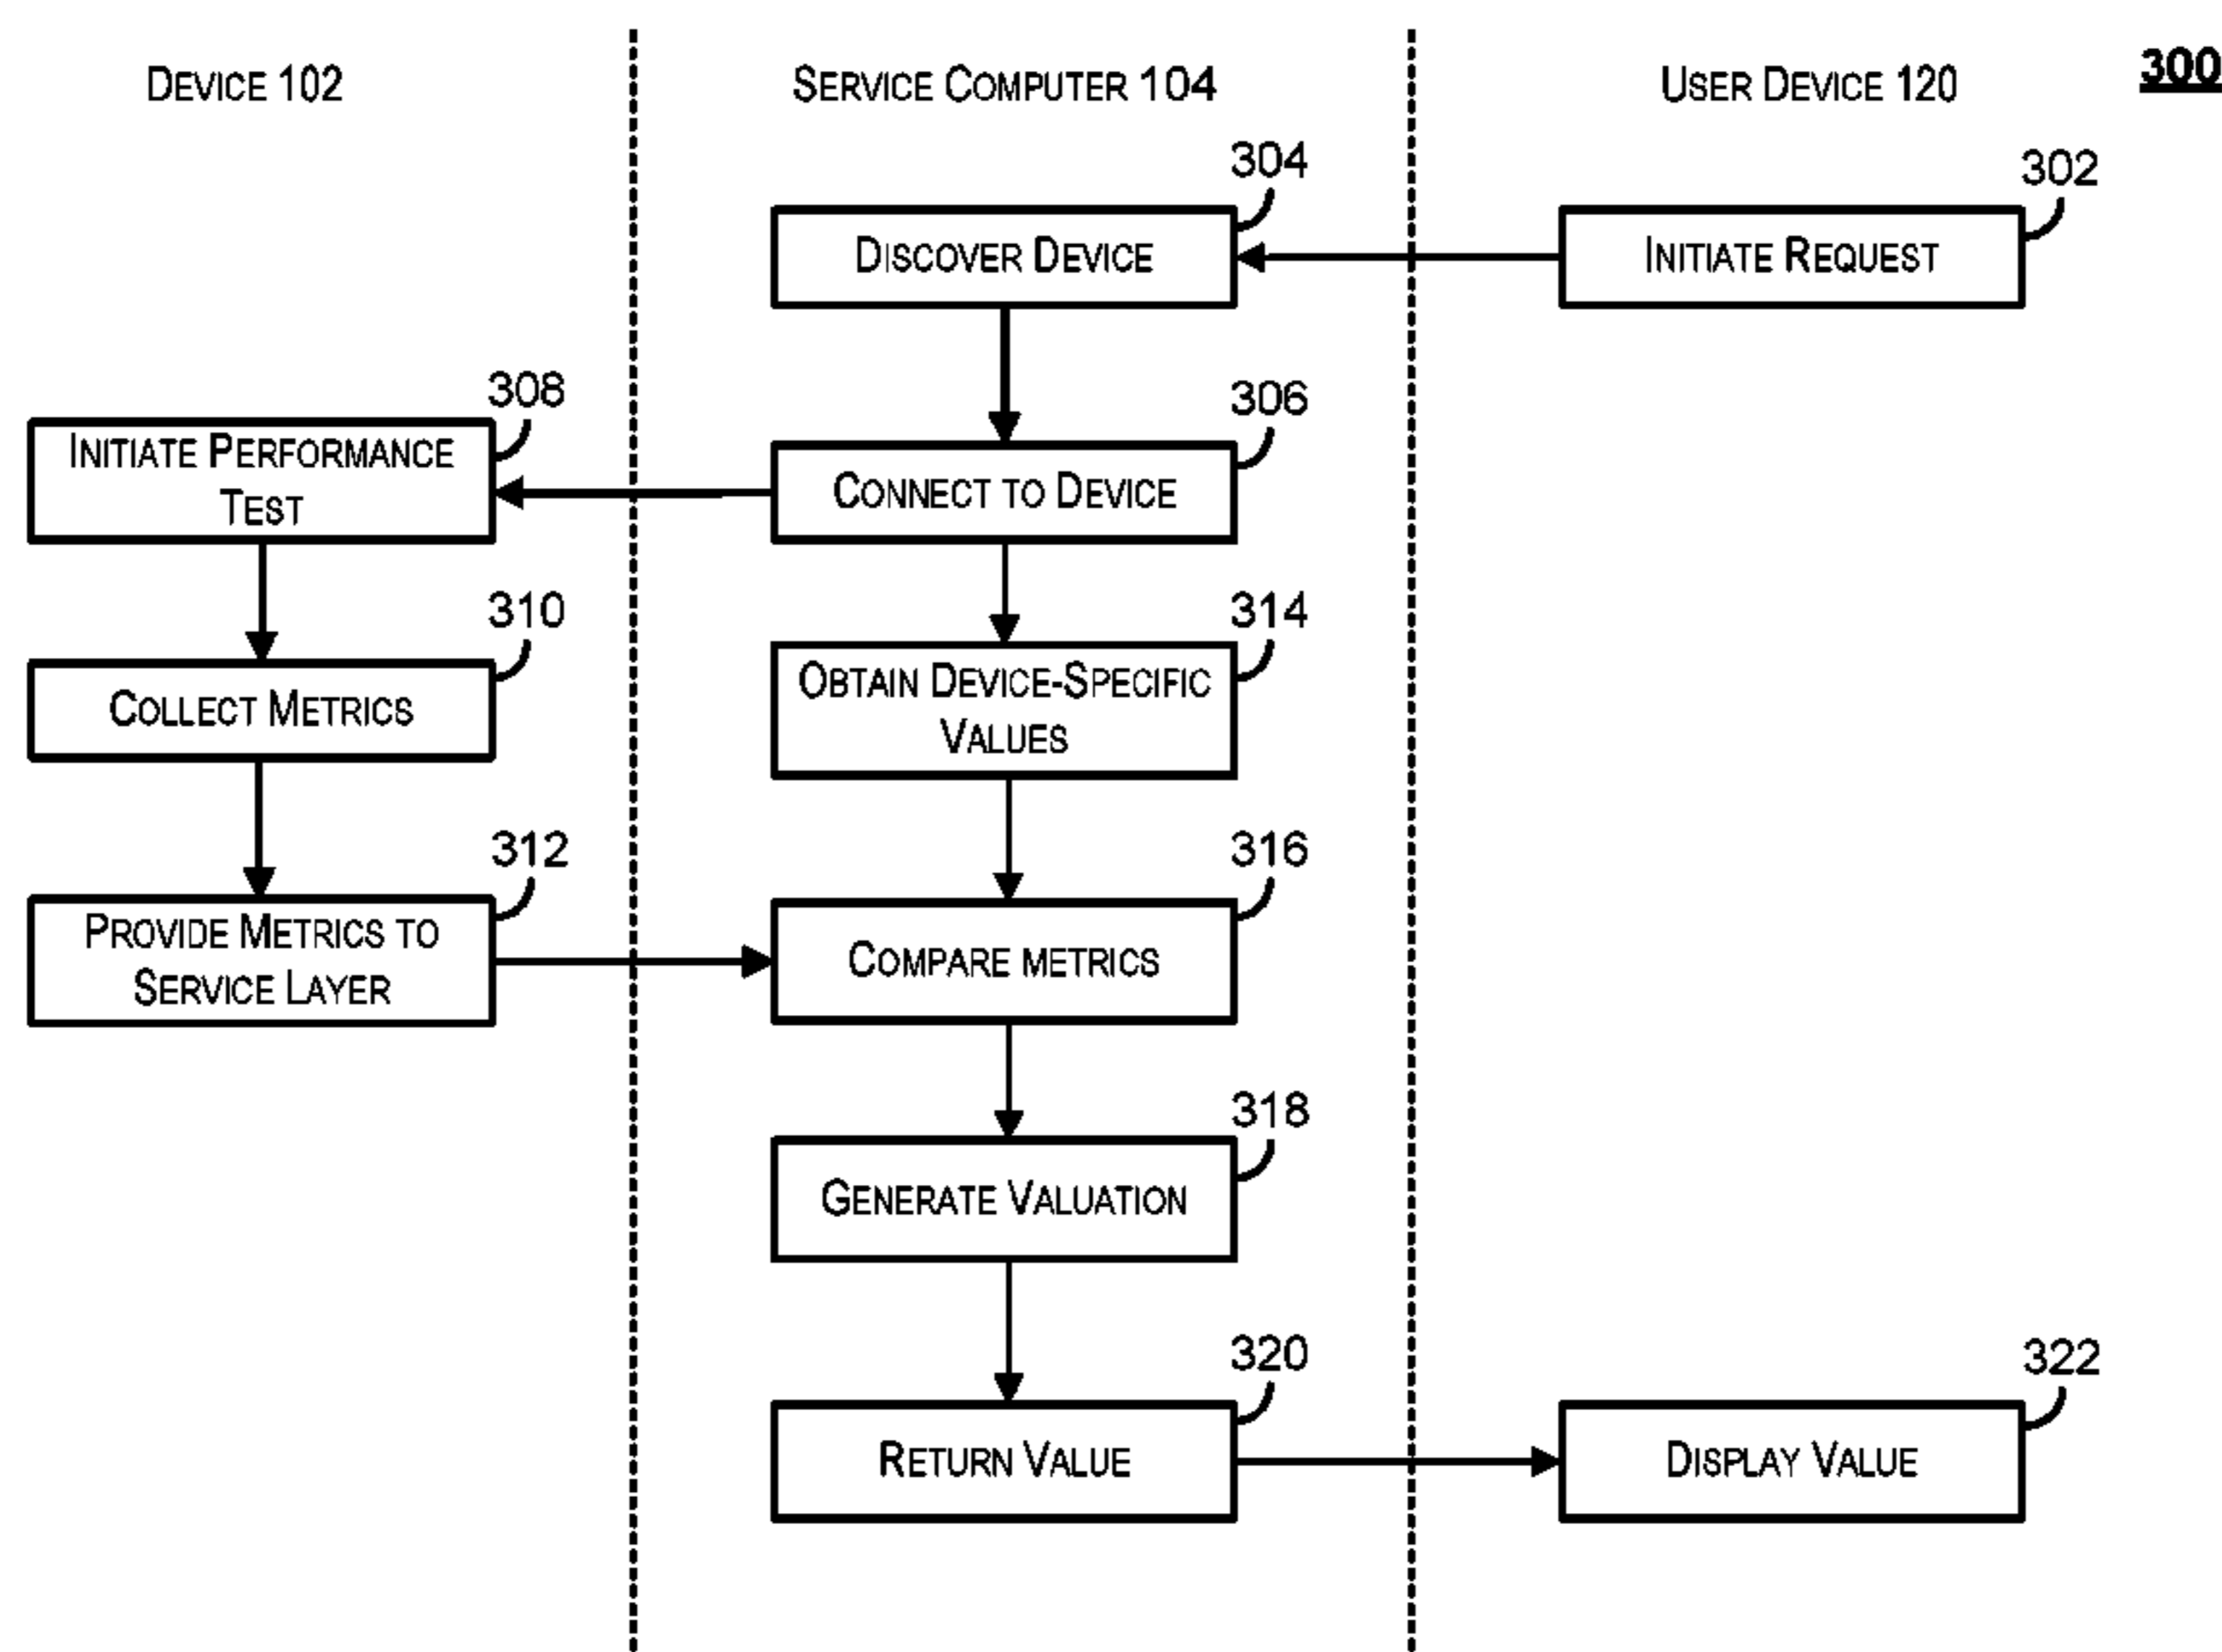 DEVICE 102
SERVICE COMPUTER 104
USER DEVICE 120
300
304
302
DISCOVER DEVICE
INITIATE REQUEST
308
306
INITIATE PERFORMANCE
TEST
CONNECT TO DEVICE
310
314
COLLECT METRICS
OBTAIN DEVICE-SPECIFIC
VALUES
312
316
PROVIDE METRICS TO
SERVICE LAYER
COMPARE METRICS
318
GENERATE VALUATION
320
322
RETURN VALUE
DISPLAY VALUE